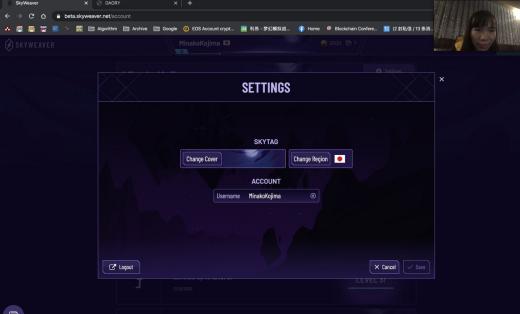 SkyWeaver
DAORY
beta.skyweaver.net/account
Algorithm
Archive
Google
EOS Account crypt...
Home
Blockchain Confere...
SKYWEAVER
MinakoKojima
SETTINGS
SKYTAG
Change Cover
Change Region
ACCOUNT
Username MinakoKojima
Logout
Cancel
Save
LEVEL 37